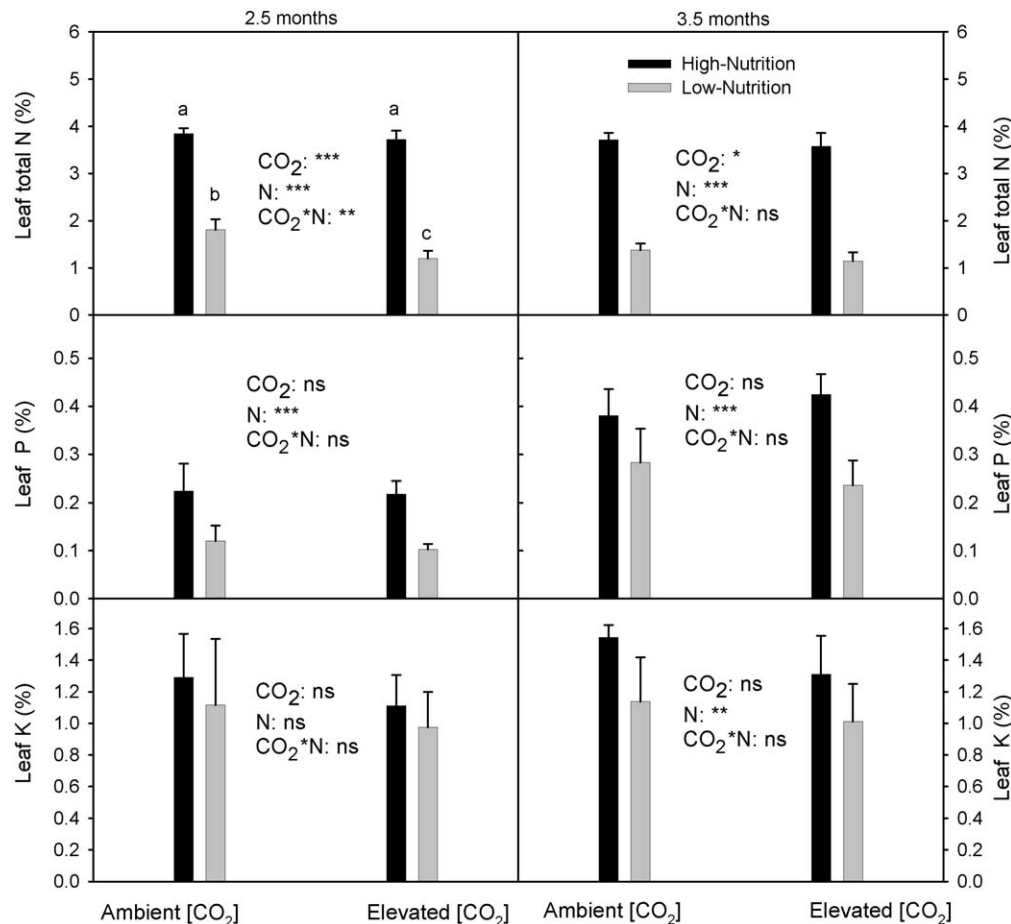 2.5 months
3.5 months
Leaf total N (%)
6
5
4
3
2
1
0
a
b
a
c
CO₂: ***
N: ***
CO₂*N: **
High-Nutrition
Low-Nutrition
CO₂: *
N: ***
CO₂*N: ns
6
5
4
3
2
1
0
Leaf total N (%)
Leaf P (%)
0.5
0.4
0.3
0.2
0.1
0.0
CO₂: ns
N: ***
CO₂*N: ns
CO₂: ns
N: ***
CO₂*N: ns
0.5
0.4
0.3
0.2
0.1
0.0
Leaf P (%)
Leaf K (%)
1.6
1.4
1.2
1.0
0.8
0.6
0.4
0.2
0.0
CO₂: ns
N: ns
CO₂*N: ns
CO₂: ns
N: **
CO₂*N: ns
1.6
1.4
1.2
1.0
0.8
0.6
0.4
0.2
0.0
Leaf K (%)
Ambient [CO₂]
Elevated [CO₂]
Ambient [CO₂]
Elevated [CO₂]